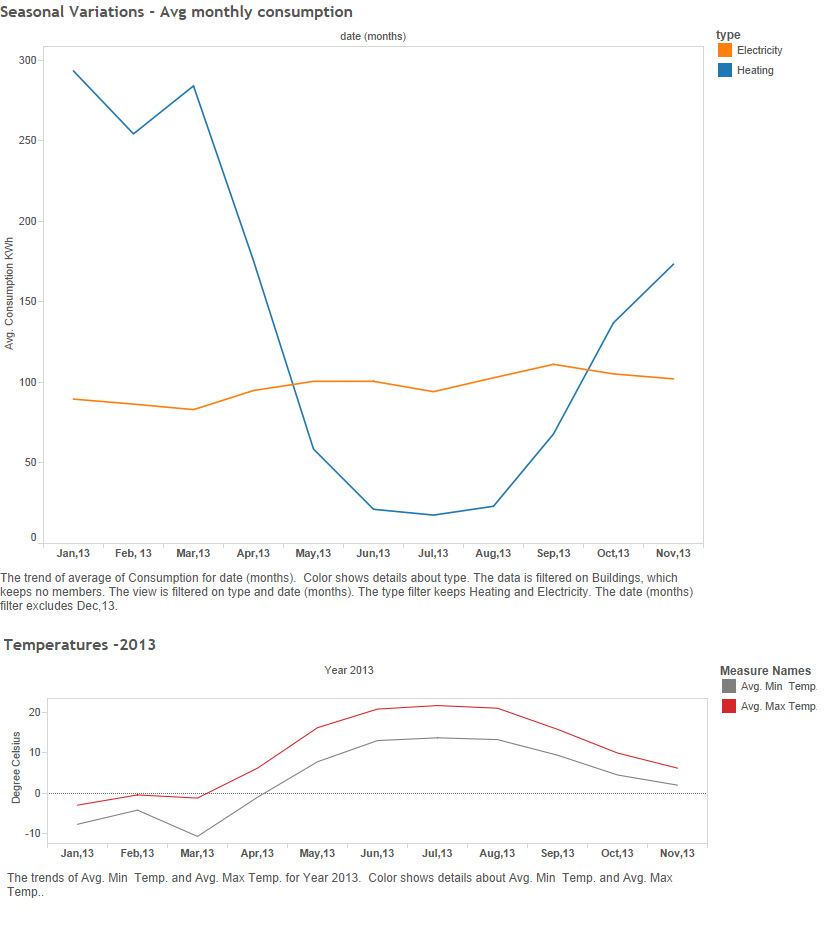 Seasonal Variations - Avg monthly consumption
date (months)
type
Electricity
Heating
300
250
200
150
100
50
0
Avg. Consumption KWh
Jan,13 Feb, 13 Mar,13 Apr,13 May,13 Jun,13 Jul,13 Aug,13 Sep,13 Oct,13 Nov,13
The trend of average of Consumption for date (months).  Color shows details about type. The data is filtered on Buildings, which
keeps no members. The view is filtered on type and date (months). The type filter keeps Heating and Electricity. The date (months)
filter excludes Dec,13.
Temperatures -2013
Year 2013
Measure Names
Avg. Min  Temp.
Avg. Max Temp.
20
10
0
-10
Degree Celsius
Jan,13 Feb,13 Mar,13 Apr,13 May,13 Jun,13 Jul,13 Aug,13 Sep,13 Oct,13 Nov,13
The trends of Avg. Min  Temp. and Avg. Max Temp. for Year 2013.  Color shows details about Avg. Min  Temp. and Avg. Max
Temp..